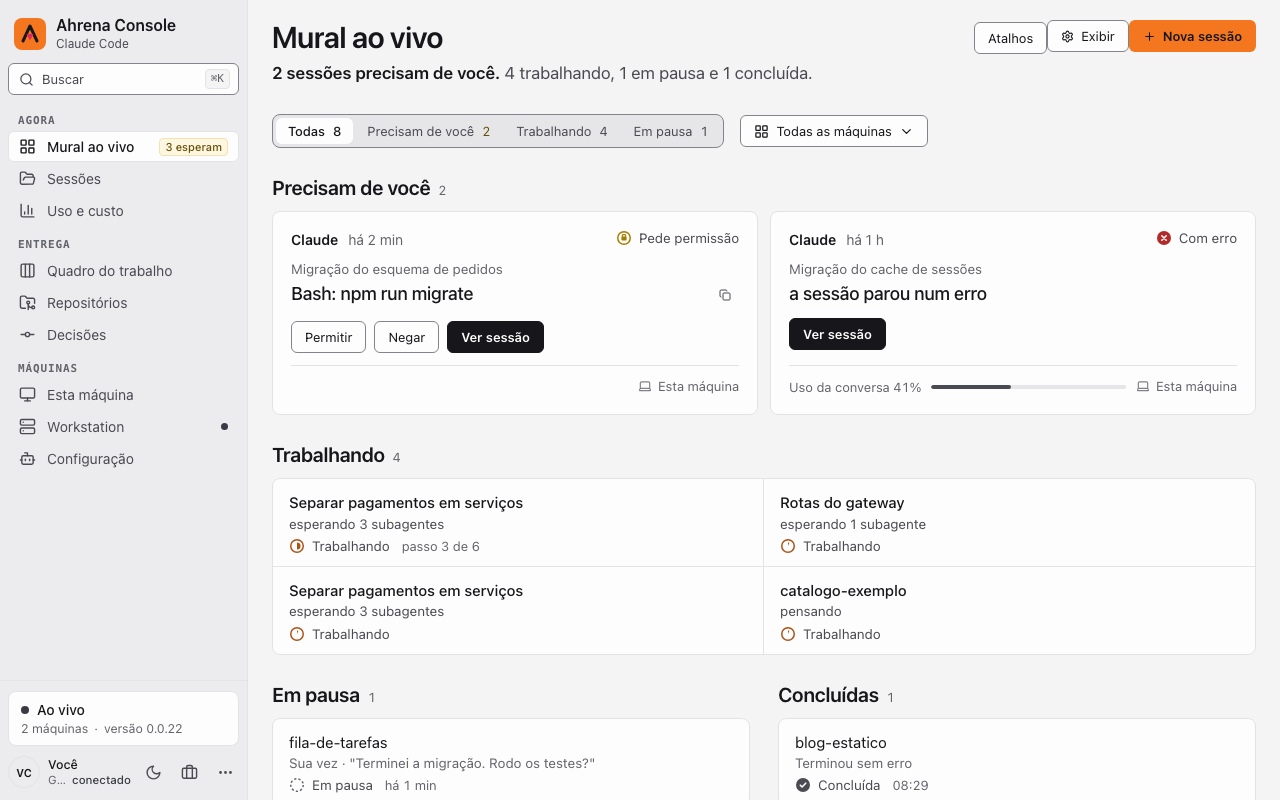 Ahrena Console
Claude Code
Buscar ⌘K
AGORA
Mural ao vivo 3 esperam
Sessões
Uso e custo
ENTREGA
Quadro do trabalho
Repositórios
Decisões
MÁQUINAS
Esta máquina
Workstation
Configuração
Ao vivo
2 máquinas · versão 0.0.22
VC
Você
G... conectado
Mural ao vivo
Atalhos
Exibir
+ Nova sessão
2 sessões precisam de você. 4 trabalhando, 1 em pausa e 1 concluída.
Todas 8 Precisam de você 2 Trabalhando 4 Em pausa 1
Todas as máquinas
Precisam de você 2
Claude há 2 min Pede permissão
Migração do esquema de pedidos
Bash: npm run migrate
Permitir Negar Ver sessão
Esta máquina
Claude há 1 h Com erro
Migração do cache de sessões
a sessão parou num erro
Ver sessão
Uso da conversa 41% Esta máquina
Trabalhando 4
Separar pagamentos em serviços
esperando 3 subagentes
Trabalhando passo 3 de 6
Rotas do gateway
esperando 1 subagente
Trabalhando
Separar pagamentos em serviços
esperando 3 subagentes
Trabalhando
catalogo-exemplo
pensando
Trabalhando
Em pausa 1
fila-de-tarefas
Sua vez · "Terminei a migração. Rodo os testes?"
Em pausa há 1 min
Concluídas 1
blog-estatico
Terminou sem erro
Concluída 08:29